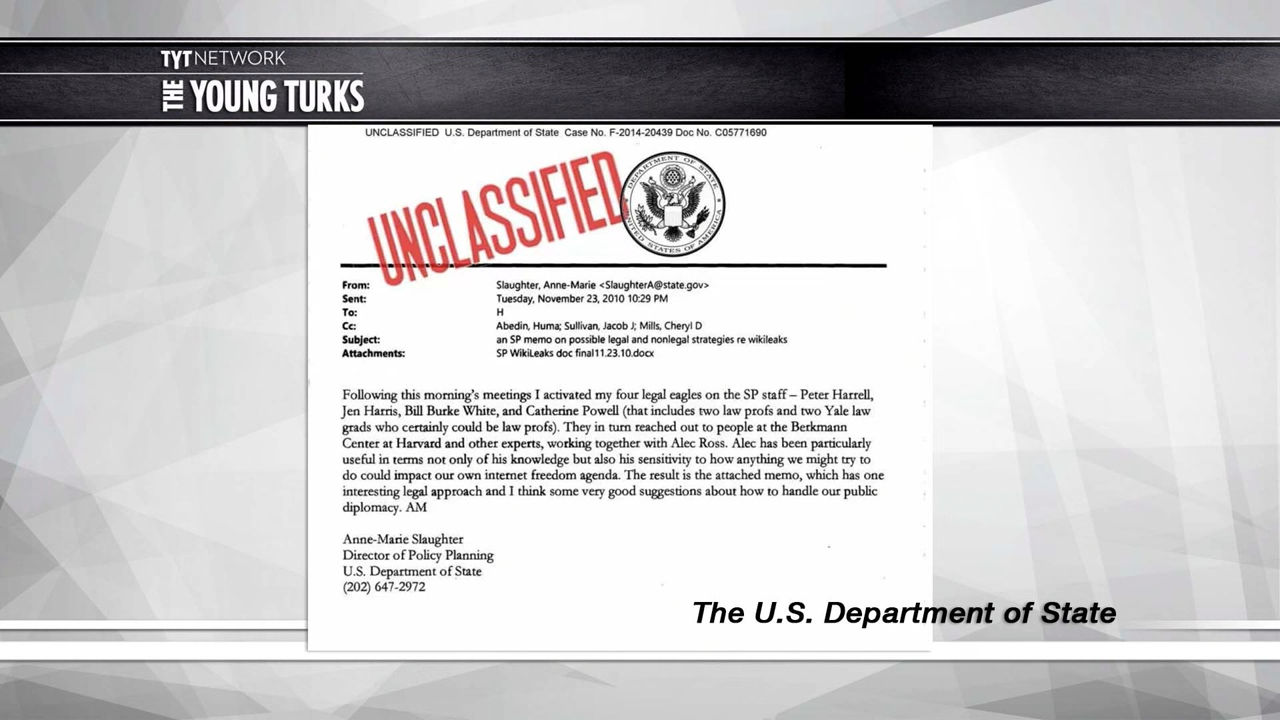 TYT NETWORK
THE YOUNG TURKS
UNCLASSIFIED U.S. Department of State Case No. F-2014-20439 Doc No. C05771690
UNCLASSIFIED
DEPARTMENT OF STATE
UNITED STATES OF AMERICA
From: Slaughter, Anne-Marie <SlaughterA@state.gov>
Sent: Tuesday, November 23, 2010 10:29 PM
To: H
Cc: Abedin, Huma; Sullivan, Jacob J; Mills, Cheryl D
Subject: an SP memo on possible legal and nonlegal strategies re wikileaks
Attachments: SP WikiLeaks doc final11.23.10.docx
Following this morning's meetings I activated my four legal eagles on the SP staff – Peter Harrell,
Jen Harris, Bill Burke White, and Catherine Powell (that includes two law profs and two Yale law
grads who certainly could be law profs). They in turn reached out to people at the Berkmann
Center at Harvard and other experts, working together with Alec Ross. Alec has been particularly
useful in terms not only of his knowledge but also his sensitivity to how anything we might try to
do could impact our own internet freedom agenda. The result is the attached memo, which has one
interesting legal approach and I think some very good suggestions about how to handle our public
diplomacy. AM
Anne-Marie Slaughter
Director of Policy Planning
U.S. Department of State
(202) 647-2972
The U.S. Department of State